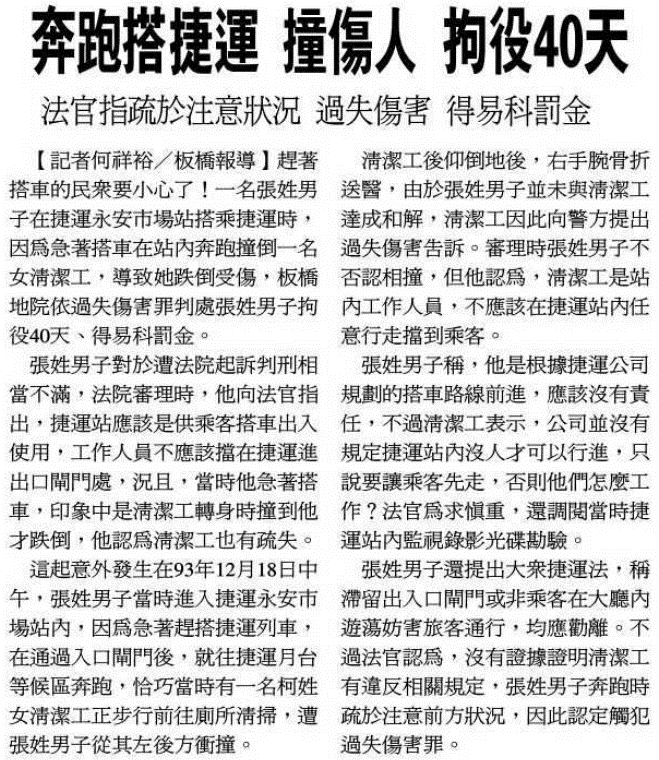 奔跑搭捷運 撞傷人 拘役40天
法官指疏於注意狀況 過失傷害 得易科罰金
【記者何祥裕／板橋報導】趕著
搭車的民眾要小心了！一名張姓男
子在捷運永安市場站搭乘捷運時，
因為急著搭車在站內奔跑撞倒一名
女清潔工，導致她跌倒受傷，板橋
地院依過失傷害罪判處張姓男子拘
役40天、得易科罰金。
張姓男子對於遭法院起訴判刑相
當不滿，法院審理時，他向法官指
出，捷運站應該是供乘客搭車出入
使用，工作人員不應該擋在捷運進
出口閘門處，況且，當時他急著搭
車，印象中是清潔工轉身時撞到他
才跌倒，他認為清潔工也有疏失。
這起意外發生在93年12月18日中
午，張姓男子當時進入捷運永安市
場站內，因為急著趕搭捷運列車，
在通過入口閘門後，就往捷運月台
等候區奔跑，恰巧當時有一名柯姓
女清潔工正步行前往廁所清掃，遭
張姓男子從其左後方衝撞。
清潔工後仰倒地後，右手腕骨折
送醫，由於張姓男子並未與清潔工
達成和解，清潔工因此向警方提出
過失傷害告訴。審理時張姓男子不
否認相撞，但他認為，清潔工是站
內工作人員，不應該在捷運站內任
意行走擋到乘客。
張姓男子稱，他是根據捷運公司
規劃的搭車路線前進，應該沒有責
任，不過清潔工表示，公司並沒有
規定捷運站內沒人才可以行進，只
說要讓乘客先走，否則他們怎麼工
作？法官為求慎重，還調閱當時捷
運站內監視錄影光碟勘驗。
張姓男子還提出大眾捷運法，稱
滯留出入口閘門或非乘客在大廳內
遊蕩妨害旅客通行，均應勸離。不
過法官認為，沒有證據證明清潔工
有違反相關規定，張姓男子奔跑時
疏於注意前方狀況，因此認定觸犯
過失傷害罪。